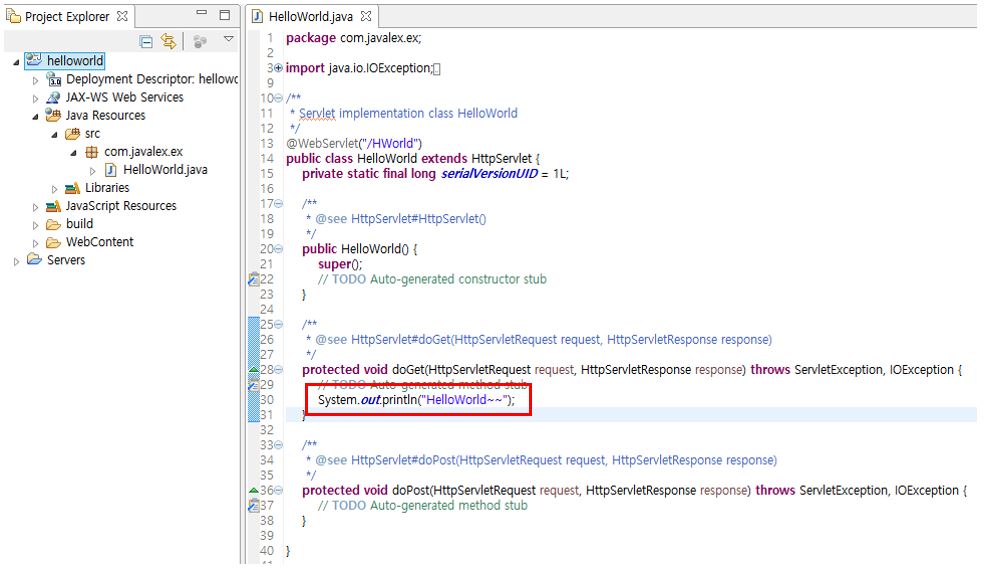 Project Explorer
helloworld
Deployment Descriptor: hellowo
JAX-WS Web Services
Java Resources
src
com.javalex.ex
HelloWorld.java
Libraries
JavaScript Resources
build
WebContent
Servers
HelloWorld.java
1 package com.javalex.ex;
2
3 import java.io.IOException;
9
10 /**
11 * Servlet implementation class HelloWorld
12 */
13 @WebServlet("/HWorld")
14 public class HelloWorld extends HttpServlet {
15 private static final long serialVersionUID = 1L;
16
17 /**
18 * @see HttpServlet#HttpServlet()
19 */
20 public HelloWorld() {
21 super();
22 // TODO Auto-generated constructor stub
23 }
24
25 /**
26 * @see HttpServlet#doGet(HttpServletRequest request, HttpServletResponse response)
27 */
28 protected void doGet(HttpServletRequest request, HttpServletResponse response) throws ServletException, IOException {
29 // TODO Auto-generated method stub
30 System.out.println("HelloWorld~~");
31 }
32
33 /**
34 * @see HttpServlet#doPost(HttpServletRequest request, HttpServletResponse response)
35 */
36 protected void doPost(HttpServletRequest request, HttpServletResponse response) throws ServletException, IOException {
37 // TODO Auto-generated method stub
38 }
39
40 }